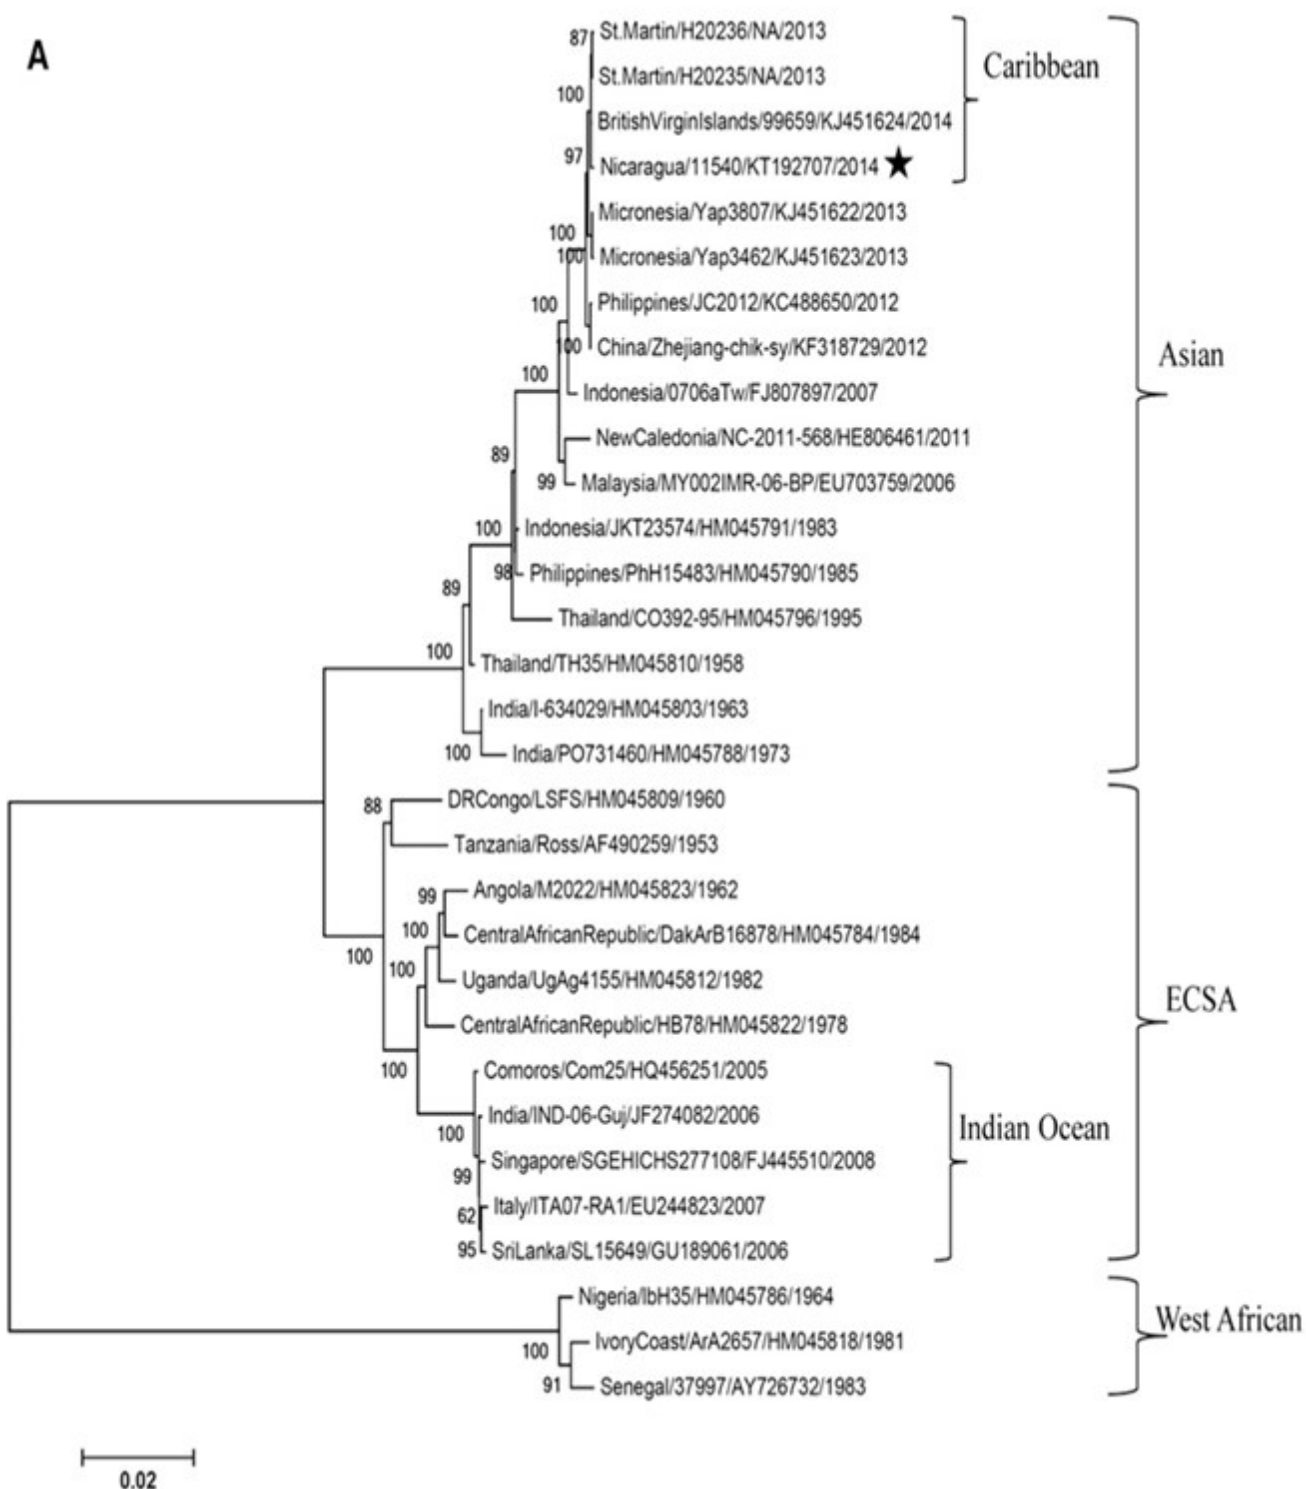 A
87
St.Martin/H20236/NA/2013
Caribbean
St.Martin/H20235/NA/2013
100
BritishVirginIslands/99659/KJ451624/2014
97
Nicaragua/11540/KT192707/2014
Micronesia/Yap3807/KJ451622/2013
100
100
Micronesia/Yap3462/KJ451623/2013
100
Philippines/JC2012/KC488650/2012
100
China/Zhejiang-chik-sy/KF318729/2012
Asian
100
Indonesia/0706aTw/FJ807897/2007
NewCaledonia/NC-2011-568/HE806461/2011
89
99
Malaysia/MY002IMR-06-BP/EU703759/2006
100
Indonesia/JKT23574/HM045791/1983
98
Philippines/PhH15483/HM045790/1985
89
Thailand/CO392-95/HM045796/1995
100
Thailand/TH35/HM045810/1958
India/I-634029/HM045803/1963
100
India/PO731460/HM045788/1973
88
DRCongo/LSFS/HM045809/1960
Tanzania/Ross/AF490259/1953
99
Angola/M2022/HM045823/1962
100
CentralAfricanRepublic/DakArB16878/HM045784/1984
100
100
Uganda/UgAg4155/HM045812/1982
ECSA
CentralAfricanRepublic/HB78/HM045822/1978
100
Comoros/Com25/HQ456251/2005
India/IND-06-Guj/JF274082/2006
Indian Ocean
100
Singapore/SGEHICHS277108/FJ445510/2008
99
Italy/ITA07-RA1/EU244823/2007
62
95
SriLanka/SL15649/GU189061/2006
Nigeria/IbH35/HM045786/1964
West African
100
IvoryCoast/ArA2657/HM045818/1981
91
Senegal/37997/AY726732/1983
0.02